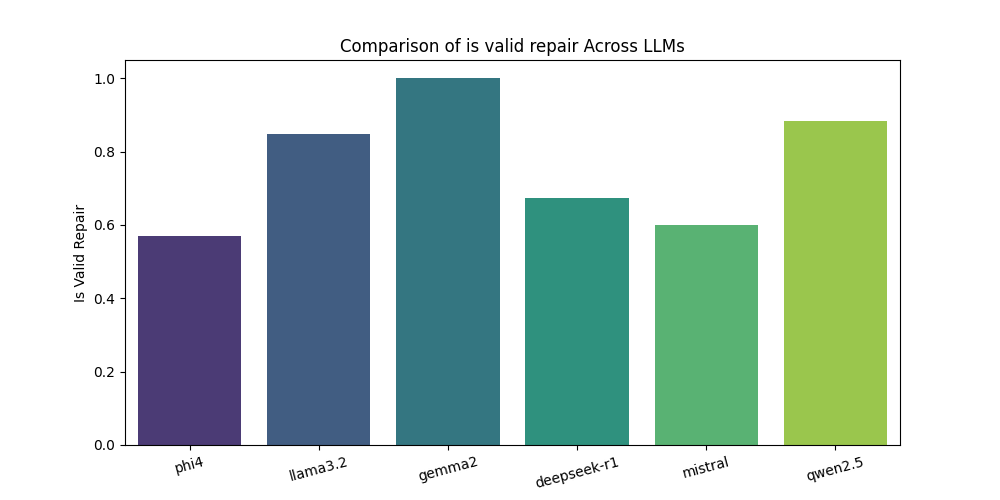 Comparison of is valid repair Across LLMs
Is Valid Repair
1.0
0.8
0.6
0.4
0.2
0.0
phi4
llama3.2
gemma2
deepseek-r1
mistral
qwen2.5